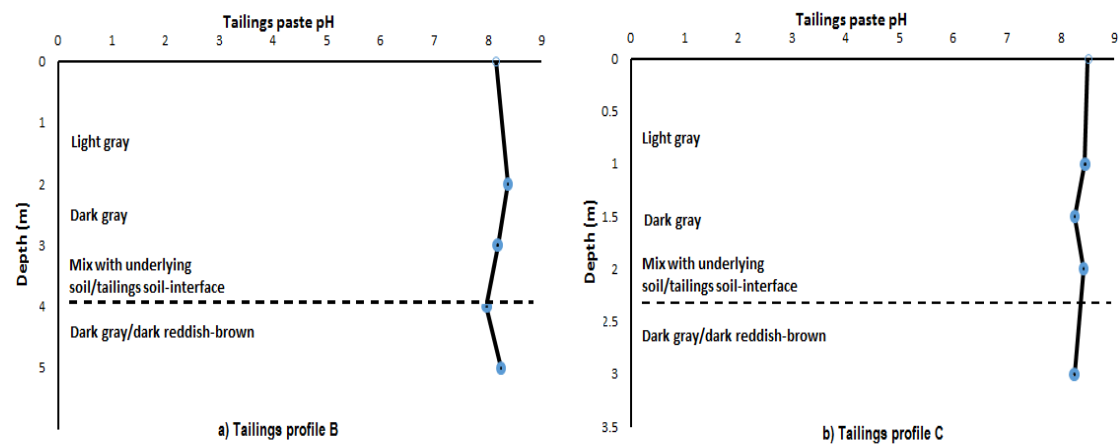 Tailings paste pH
0 1 2 3 4 5 6 7 8 9
0
1
Light gray
2
Dark gray
3
Mix with underlying
soil/tailings soil-interface
4
Dark gray/dark reddish-brown
5
Depth (m)
a) Tailings profile B
Tailings paste pH
0 1 2 3 4 5 6 7 8 9
0
0.5
Light gray
1
1.5
Dark gray
Mix with underlying
2
soil/tailings soil-interface
2.5
Dark gray/dark reddish-brown
3
3.5
Depth (m)
b) Tailings profile C